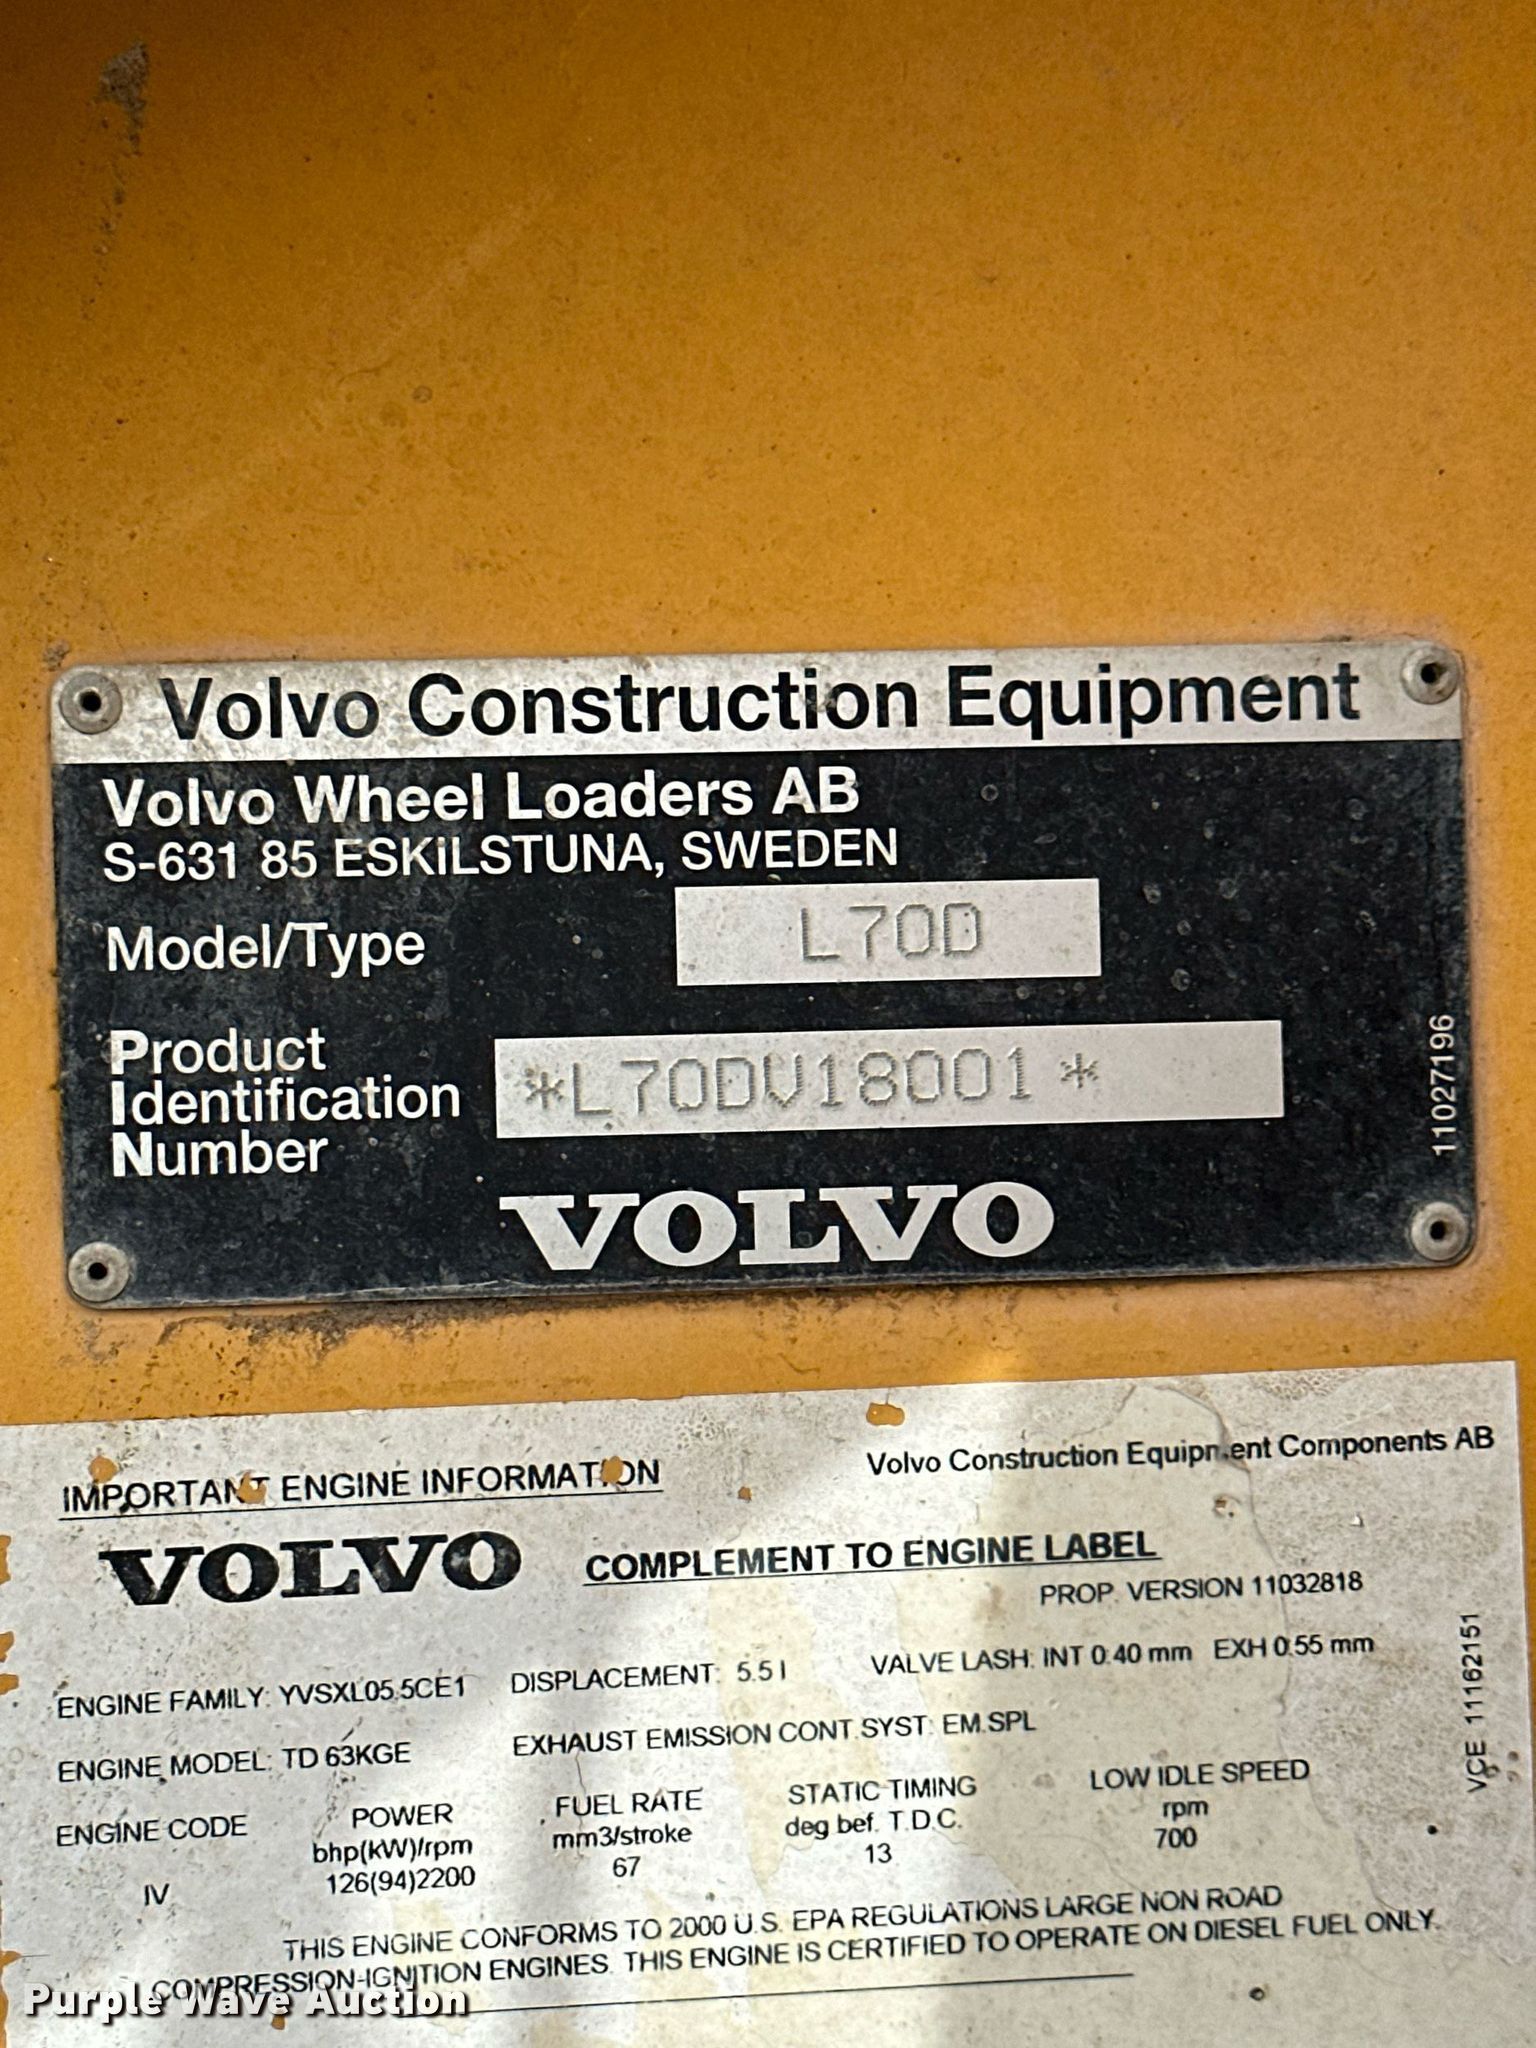 Volvo Construction Equipment
Volvo Wheel Loaders AB
S-631 85 ESKILSTUNA, SWEDEN
Model/Type L70D
Product
Identification
Number
*L70DV18001*
11027196
VOLVO
IMPORTANT ENGINE INFORMATION
Volvo Construction Equipment Components AB
VOLVO
COMPLEMENT TO ENGINE LABEL
PROP. VERSION 11032818
ENGINE FAMILY: YVSXL05.5CE1 DISPLACEMENT: 5.5 l VALVE LASH: INT 0.40 mm EXH 0.55 mm
ENGINE MODEL: TD 63KGE EXHAUST EMISSION CONT.SYST: EM.SPL
ENGINE CODE POWER FUEL RATE STATIC TIMING LOW IDLE SPEED
bhp(kW)/rpm mm3/stroke deg bef. T.D.C. rpm
IV 126(94)2200 67 13 700
THIS ENGINE CONFORMS TO 2000 U.S. EPA REGULATIONS LARGE NON ROAD
COMPRESSION-IGNITION ENGINES. THIS ENGINE IS CERTIFIED TO OPERATE ON DIESEL FUEL ONLY.
VCE 11162151
Purple Wave Auction